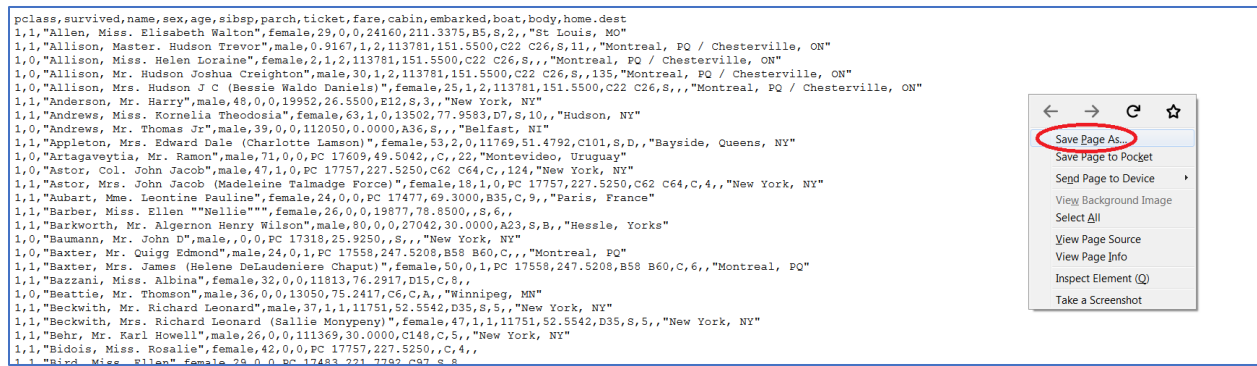 pclass,survived,name,sex,age,sibsp,parch,ticket,fare,cabin,embarked,boat,body,home.dest
1,1,"Allen, Miss. Elisabeth Walton",female,29,0,0,24160,211.3375,B5,S,2,,"St Louis, MO"
1,1,"Allison, Master. Hudson Trevor",male,0.9167,1,2,113781,151.5500,C22 C26,S,11,,"Montreal, PQ / Chesterville, ON"
1,0,"Allison, Miss. Helen Loraine",female,2,1,2,113781,151.5500,C22 C26,S,,,"Montreal, PQ / Chesterville, ON"
1,0,"Allison, Mr. Hudson Joshua Creighton",male,30,1,2,113781,151.5500,C22 C26,S,,135,"Montreal, PQ / Chesterville, ON"
1,0,"Allison, Mrs. Hudson J C (Bessie Waldo Daniels)",female,25,1,2,113781,151.5500,C22 C26,S,,,"Montreal, PQ / Chesterville, ON"
1,1,"Anderson, Mr. Harry",male,48,0,0,19952,26.5500,E12,S,3,,"New York, NY"
1,1,"Andrews, Miss. Kornelia Theodosia",female,63,1,0,13502,77.9583,D7,S,10,,"Hudson, NY"
1,0,"Andrews, Mr. Thomas Jr",male,39,0,0,112050,0.0000,A36,S,,,"Belfast, NI"
1,1,"Appleton, Mrs. Edward Dale (Charlotte Lamson)",female,53,2,0,11769,51.4792,C101,S,D,,"Bayside, Queens, NY"
1,0,"Artagaveytia, Mr. Ramon",male,71,0,0,PC 17609,49.5042,,C,,22,"Montevideo, Uruguay"
1,0,"Astor, Col. John Jacob",male,47,1,0,PC 17757,227.5250,C62 C64,C,,124,"New York, NY"
1,1,"Astor, Mrs. John Jacob (Madeleine Talmadge Force)",female,18,1,0,PC 17757,227.5250,C62 C64,C,4,,"New York, NY"
1,1,"Aubart, Mme. Leontine Pauline",female,24,0,0,PC 17477,69.3000,B35,C,9,,"Paris, France"
1,1,"Barber, Miss. Ellen ""Nellie""",female,26,0,0,19877,78.8500,,S,6,,
1,1,"Barkworth, Mr. Algernon Henry Wilson",male,80,0,0,27042,30.0000,A23,S,B,,"Hessle, Yorks"
1,0,"Baumann, Mr. John D",male,,0,0,PC 17318,25.9250,,S,,,"New York, NY"
1,0,"Baxter, Mr. Quigg Edmond",male,24,0,1,PC 17558,247.5208,B58 B60,C,,,"Montreal, PQ"
1,1,"Baxter, Mrs. James (Helene DeLaudeniere Chaput)",female,50,0,1,PC 17558,247.5208,B58 B60,C,6,,"Montreal, PQ"
1,1,"Bazzani, Miss. Albina",female,32,0,0,11813,76.2917,D15,C,8,,
1,0,"Beattie, Mr. Thomson",male,36,0,0,13050,75.2417,C6,C,A,,"Winnipeg, MN"
1,1,"Beckwith, Mr. Richard Leonard",male,37,1,1,11751,52.5542,D35,S,5,,"New York, NY"
1,1,"Beckwith, Mrs. Richard Leonard (Sallie Monypeny)",female,47,1,1,11751,52.5542,D35,S,5,,"New York, NY"
1,1,"Behr, Mr. Karl Howell",male,26,0,0,111369,30.0000,C148,C,5,,"New York, NY"
1,1,"Bidois, Miss. Rosalie",female,42,0,0,PC 17757,227.5250,,C,4,,
1,1,"Bird, Miss. Ellen",female,29,0,0,PC 17483,221.7792,C97,S,8
Save Page As...
Save Page to Pocket
Send Page to Device
View Background Image
Select All
View Page Source
View Page Info
Inspect Element (Q)
Take a Screenshot